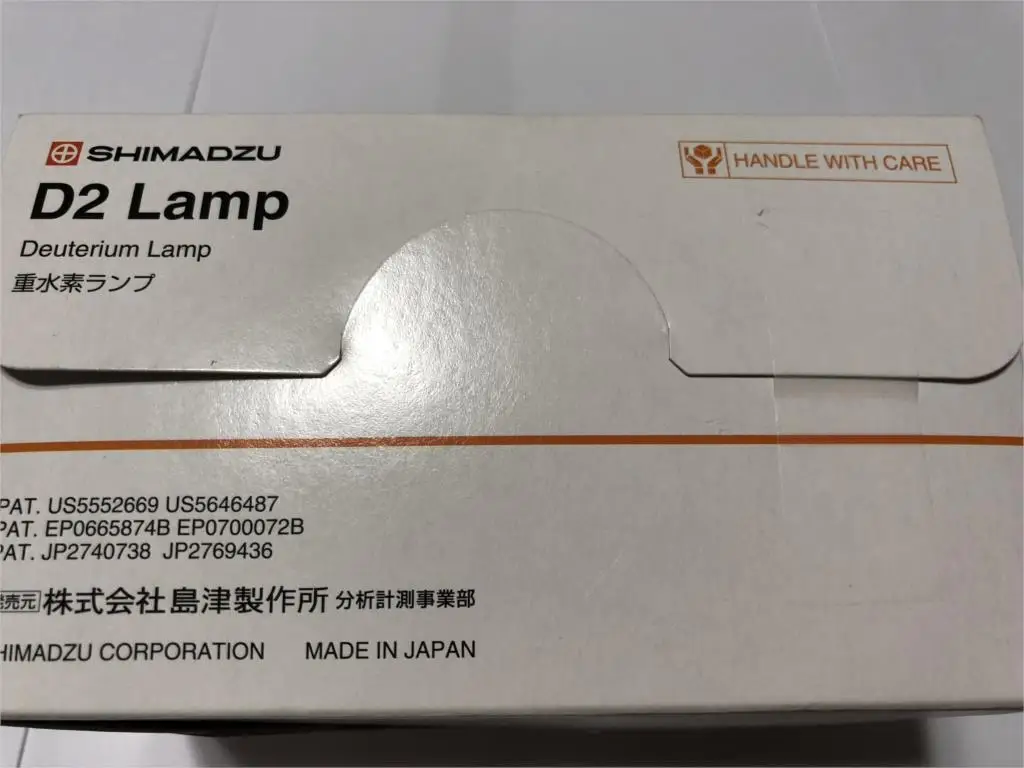 SHIMADZU
HANDLE WITH CARE
D2 Lamp
Deuterium Lamp
重水素ランプ
PAT. US5552669 US5646487
PAT. EP0665874B EP0700072B
PAT. JP2740738 JP2769436
株式会社島津製作所 分析計測事業部
SHIMADZU CORPORATION MADE IN JAPAN